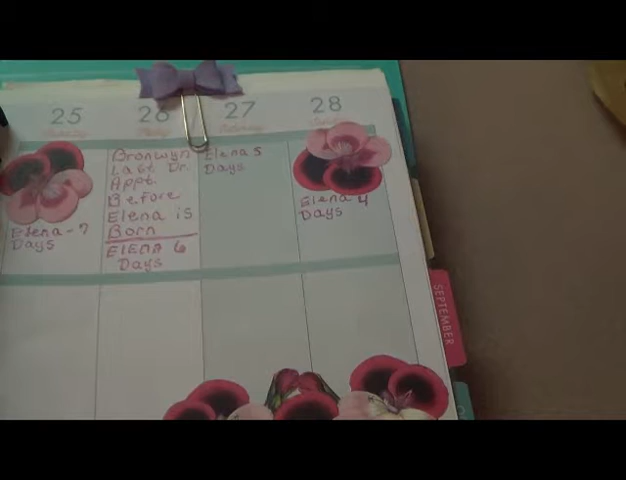 25
Elena - 7
Days
26
Bronwyn
Last Dr.
Appt.
Before
Elena is
Born
ELENA 6
Days
27
Elena 5
Days
28
Elena 4
Days
SEPTEMBER